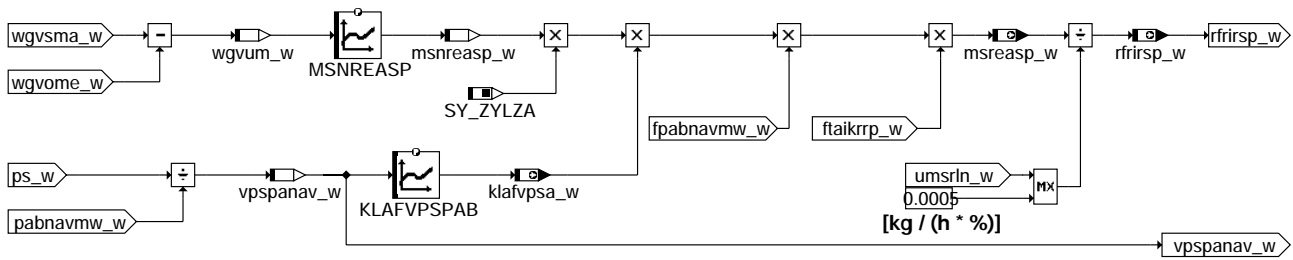 wgvsma_w
wgvome_w
-
wgvum_w
MSNREASP
msnreasp_w
×
SY_ZYLZA
×
×
fpabnavmw_w
×
ftaikrrp_w
msreasp_w
÷
rfrirsp_w
rfrirsp_w
ps_w
pabnavmw_w
÷
vpspanav_w
KLAFVPSPAB
klafvpsa_w
umsrln_w
0.0005
MX
[kg / (h * %)]
vpspanav_w